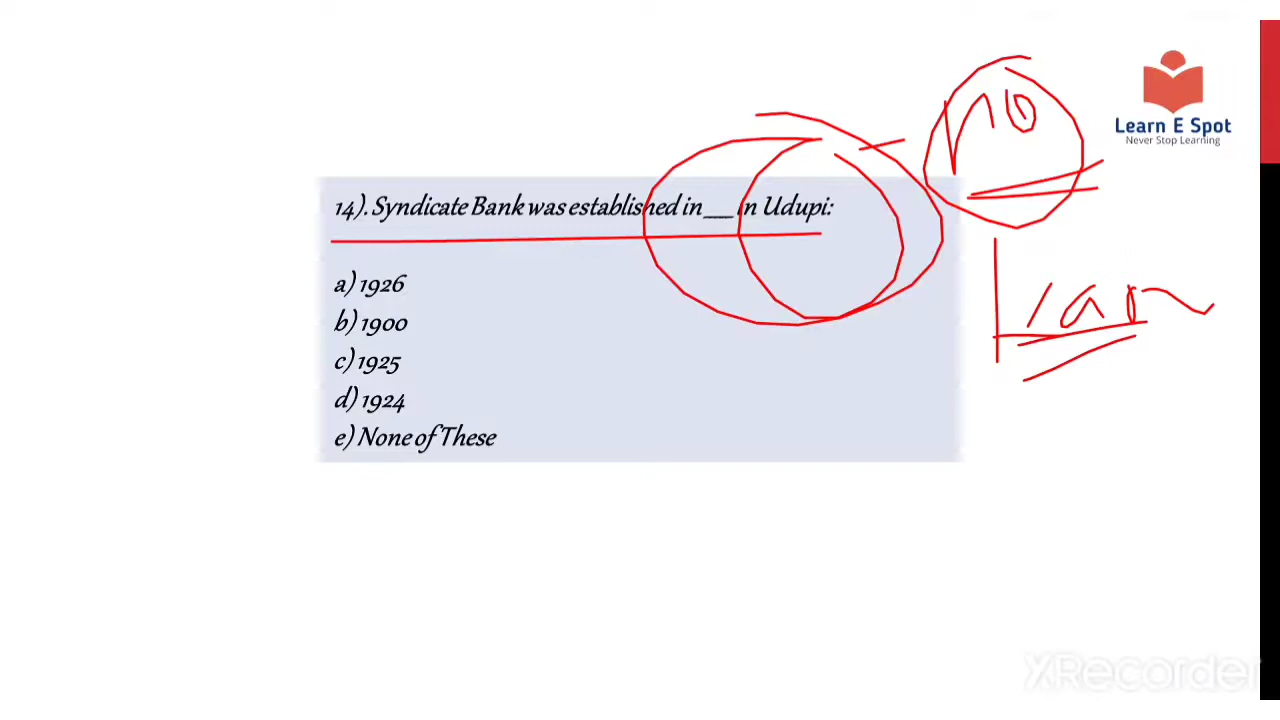 no
Learn E Spot
Never Stop Learning
14). Syndicate Bank was established in ___ in Udupi:
a) 1926
b) 1900
c) 1925
d) 1924
e) None of These
XRecorder